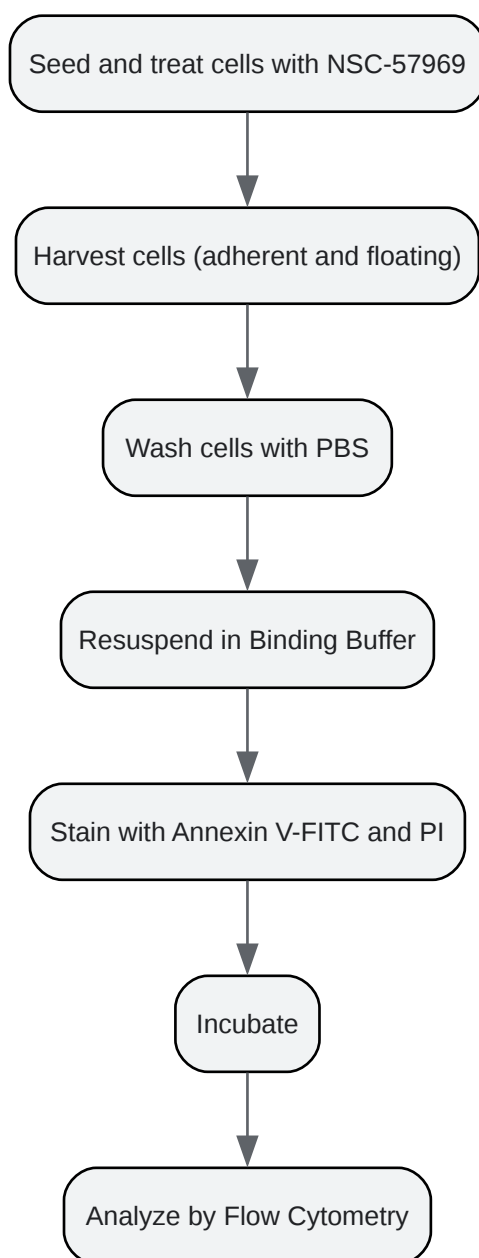 Seed and treat cells with NSC-57969
Harvest cells (adherent and floating)
Wash cells with PBS
Resuspend in Binding Buffer
Stain with Annexin V-FITC and PI
Incubate
Analyze by Flow Cytometry